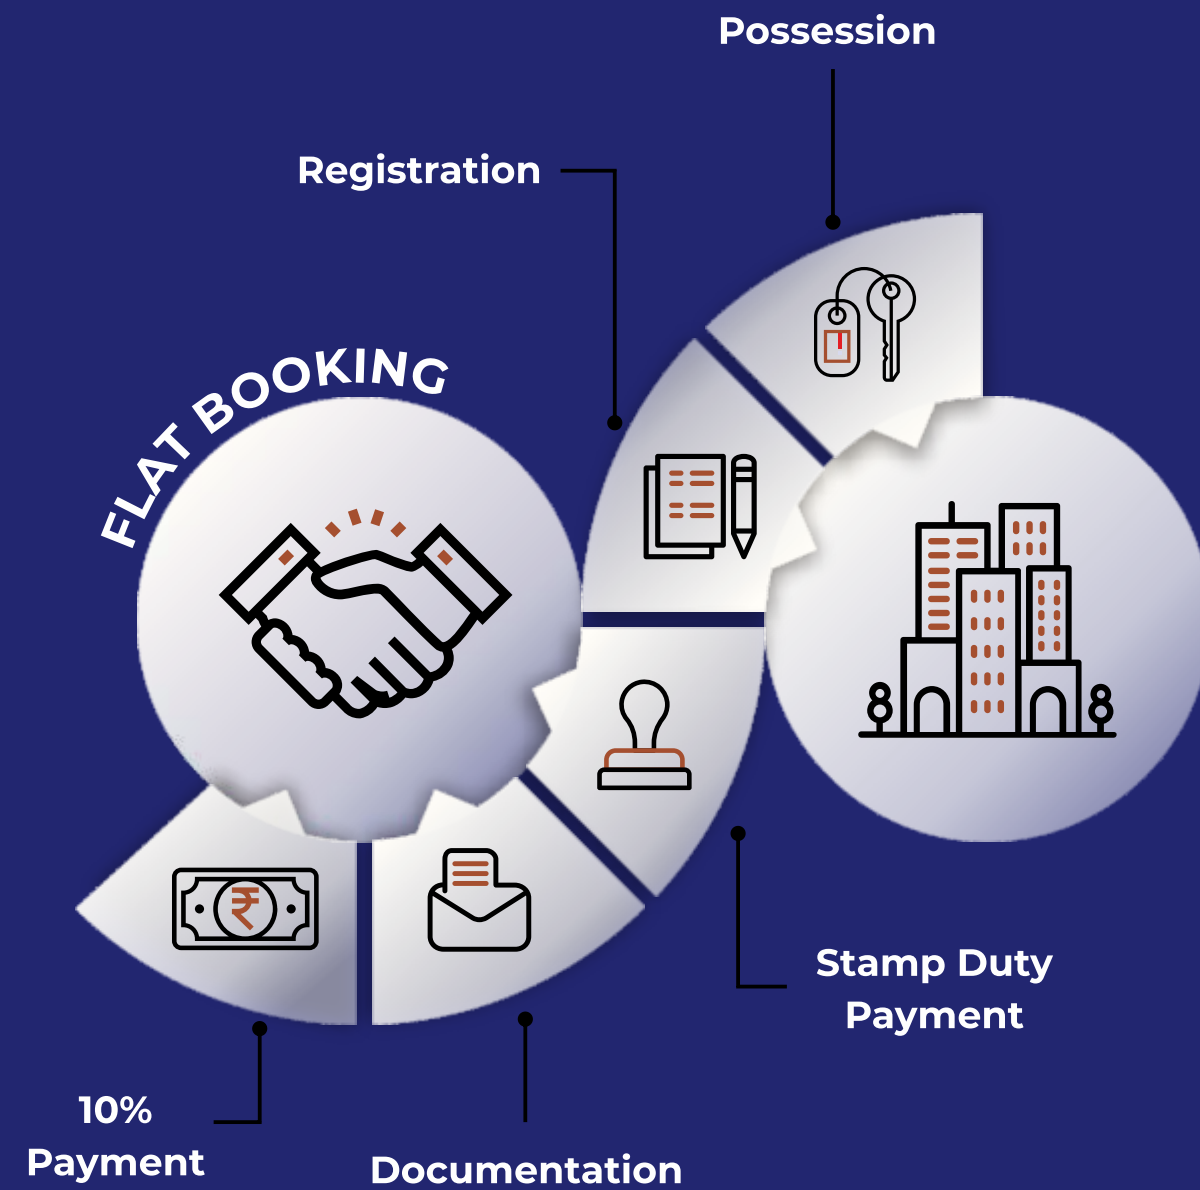 Possession
Registration
FLAT BOOKING
₹
Stamp Duty
Payment
10%
Payment
Documentation